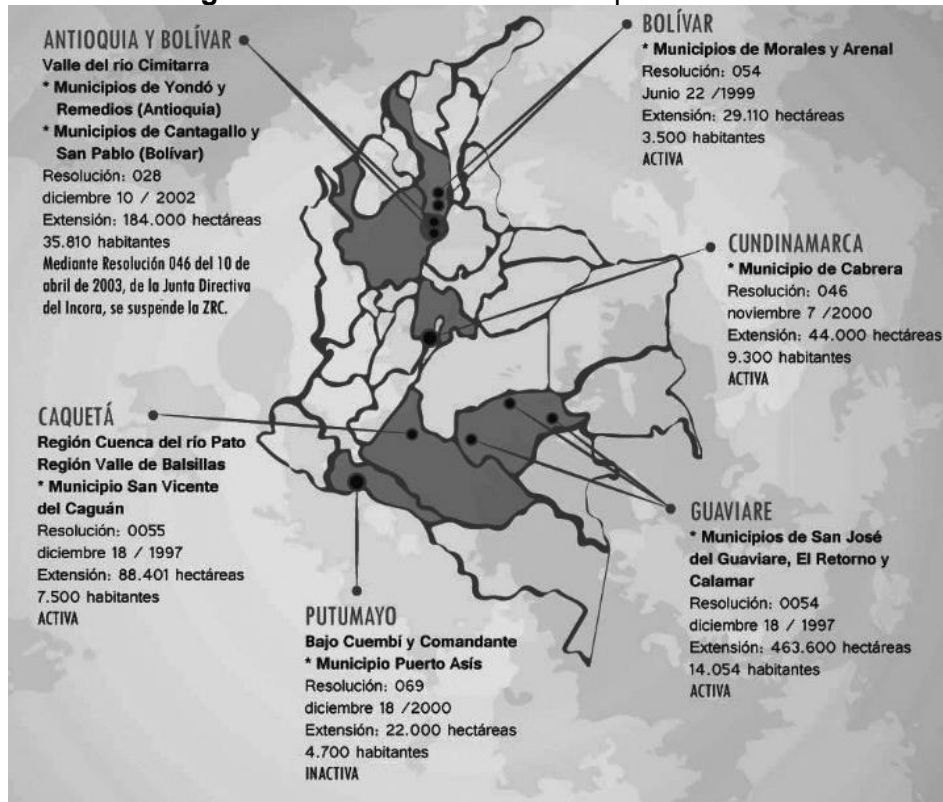 ANTIOQUIA Y BOLÍVAR
Valle del río Cimitarra
* Municipios de Yondó y
Remedios (Antioquia)
* Municipios de Cantagallo y
San Pablo (Bolívar)
Resolución: 028
diciembre 10 / 2002
Extensión: 184.000 hectáreas
35.810 habitantes
Mediante Resolución 046 del 10 de
abril de 2003, de la Junta Directiva
del Incora, se suspende la ZRC.
BOLÍVAR
* Municipios de Morales y Arenal
Resolución: 054
Junio 22 /1999
Extensión: 29.110 hectáreas
3.500 habitantes
ACTIVA
CUNDINAMARCA
* Municipio de Cabrera
Resolución: 046
noviembre 7 /2000
Extensión: 44.000 hectáreas
9.300 habitantes
ACTIVA
CAQUETÁ
Región Cuenca del río Pato
Región Valle de Balsillas
* Municipio San Vicente
del Caguán
Resolución: 0055
diciembre 18 / 1997
Extensión: 88.401 hectáreas
7.500 habitantes
ACTIVA
PUTUMAYO
Bajo Cuembí y Comandante
* Municipio Puerto Asís
Resolución: 069
diciembre 18 /2000
Extensión: 22.000 hectáreas
4.700 habitantes
INACTIVA
GUAVIARE
* Municipios de San José
del Guaviare, El Retorno y
Calamar
Resolución: 0054
diciembre 18 / 1997
Extensión: 463.600 hectáreas
14.054 habitantes
ACTIVA